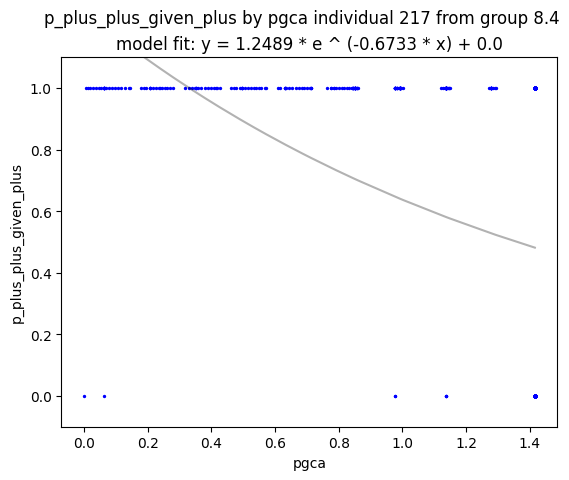 p_plus_plus_given_plus by pgca individual 217 from group 8.4
model fit: y = 1.2489 * e ^ (-0.6733 * x) + 0.0
1.0
0.8
0.6
0.4
0.2
0.0
p_plus_plus_given_plus
0.0 0.2 0.4 0.6 0.8 1.0 1.2 1.4
pgca